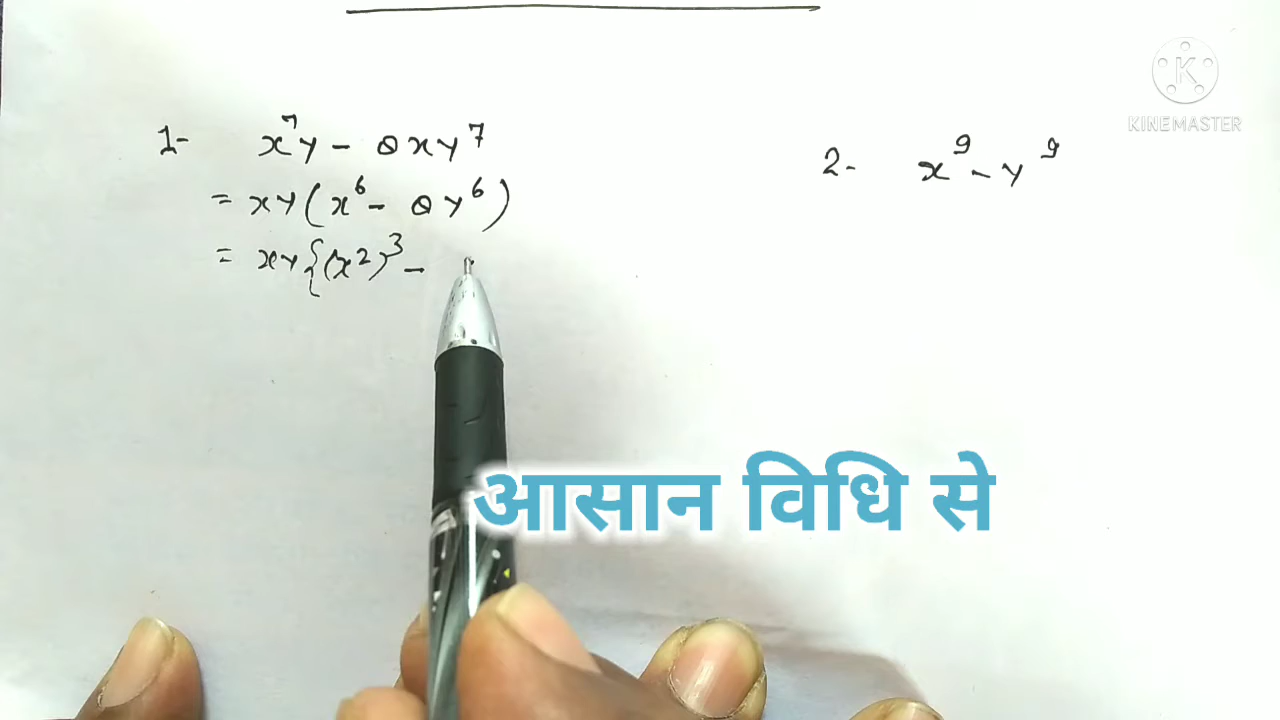 1- x⁷y - 8xy⁷
= xy(x⁶ - 8y⁶)
= xy{(x²)³ -
2- x⁹ - y⁹
K
KINEMASTER
आसान विधि से